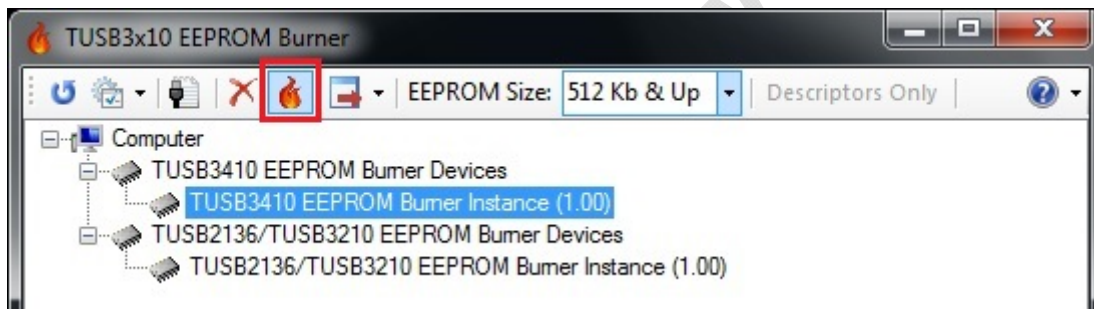 TUSB3x10 EEPROM Burner
EEPROM Size: 512 Kb & Up Descriptors Only
Computer
TUSB3410 EEPROM Burner Devices
TUSB3410 EEPROM Burner Instance (1.00)
TUSB2136/TUSB3210 EEPROM Burner Devices
TUSB2136/TUSB3210 EEPROM Burner Instance (1.00)